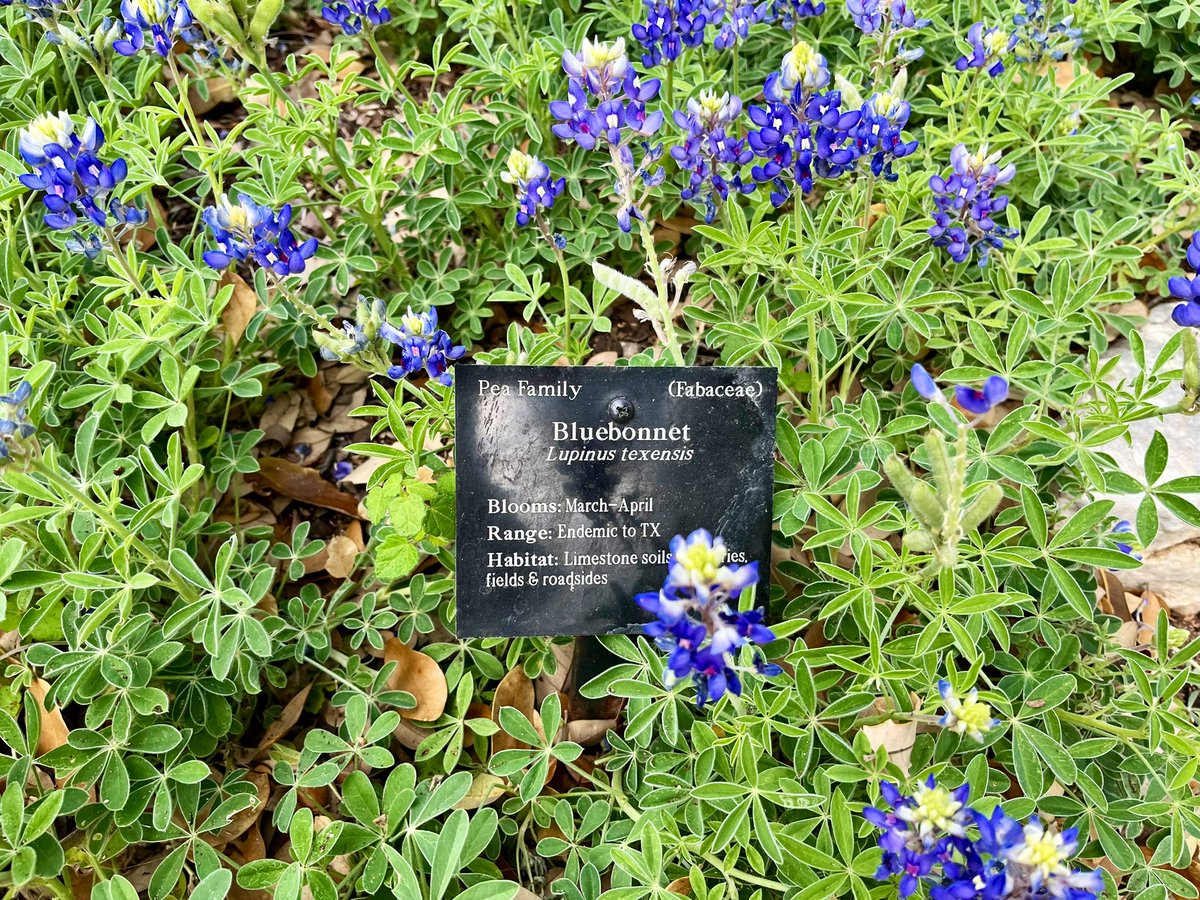 Pea Family (Fabaceae)
Bluebonnet
Lupinus texensis
Blooms: March–April
Range: Endemic to TX
Habitat: Limestone soils
fields & roadsides